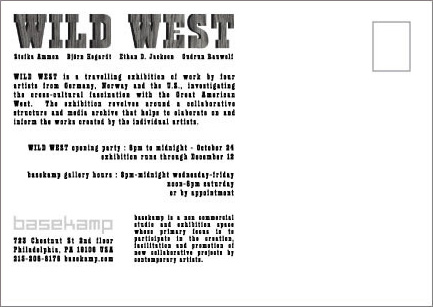 WILD WEST
Stefka Ammon Björn Hegardt Ethan D. Jackson Gudrun Rauwolf
WILD WEST is a travelling exhibition of work by four
artists from Germany, Norway and the U.S., investigating
the cross-cultural fascination with the Great American
West. The exhibition revolves around a collaborative
structure and media archive that helps to elaborate on and
inform the works created by the individual artists.
WILD WEST opening party : 6pm to midnight - October 24
exhibition runs through December 12
basekamp gallery hours : 6pm-midnight wednesday-friday
noon-6pm saturday
or by appointment
basekamp
723 Chestnut St 2nd floor
Philadelphia, PA 19106 USA
basekamp.com
basekamp is a non commercial
studio and exhibition space
whose primary focus is to
participate in the creation,
facilitation and promotion of
new collaborative projects by
contemporary artists.